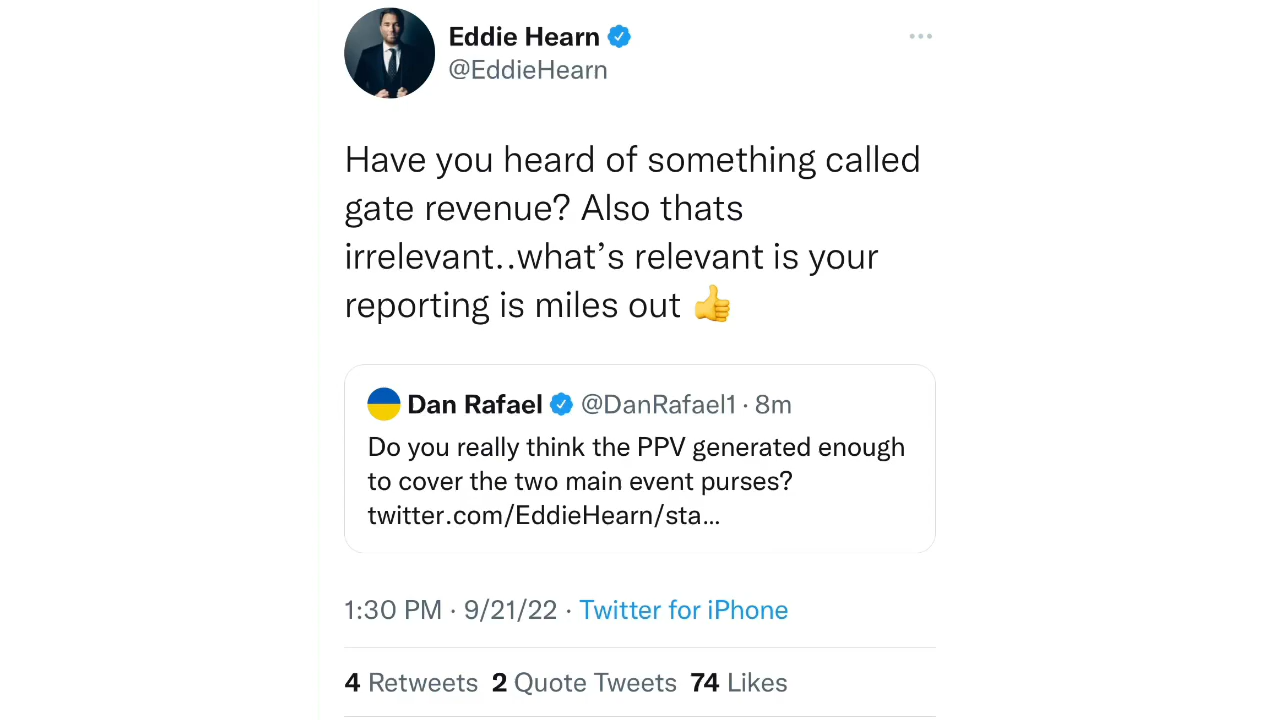 Eddie Hearn
@EddieHearn
Have you heard of something called
gate revenue? Also thats
irrelevant..what’s relevant is your
reporting is miles out 👍
Dan Rafael @DanRafael1 · 8m
Do you really think the PPV generated enough
to cover the two main event purses?
twitter.com/EddieHearn/sta...
1:30 PM · 9/21/22 · Twitter for iPhone
4 Retweets 2 Quote Tweets 74 Likes